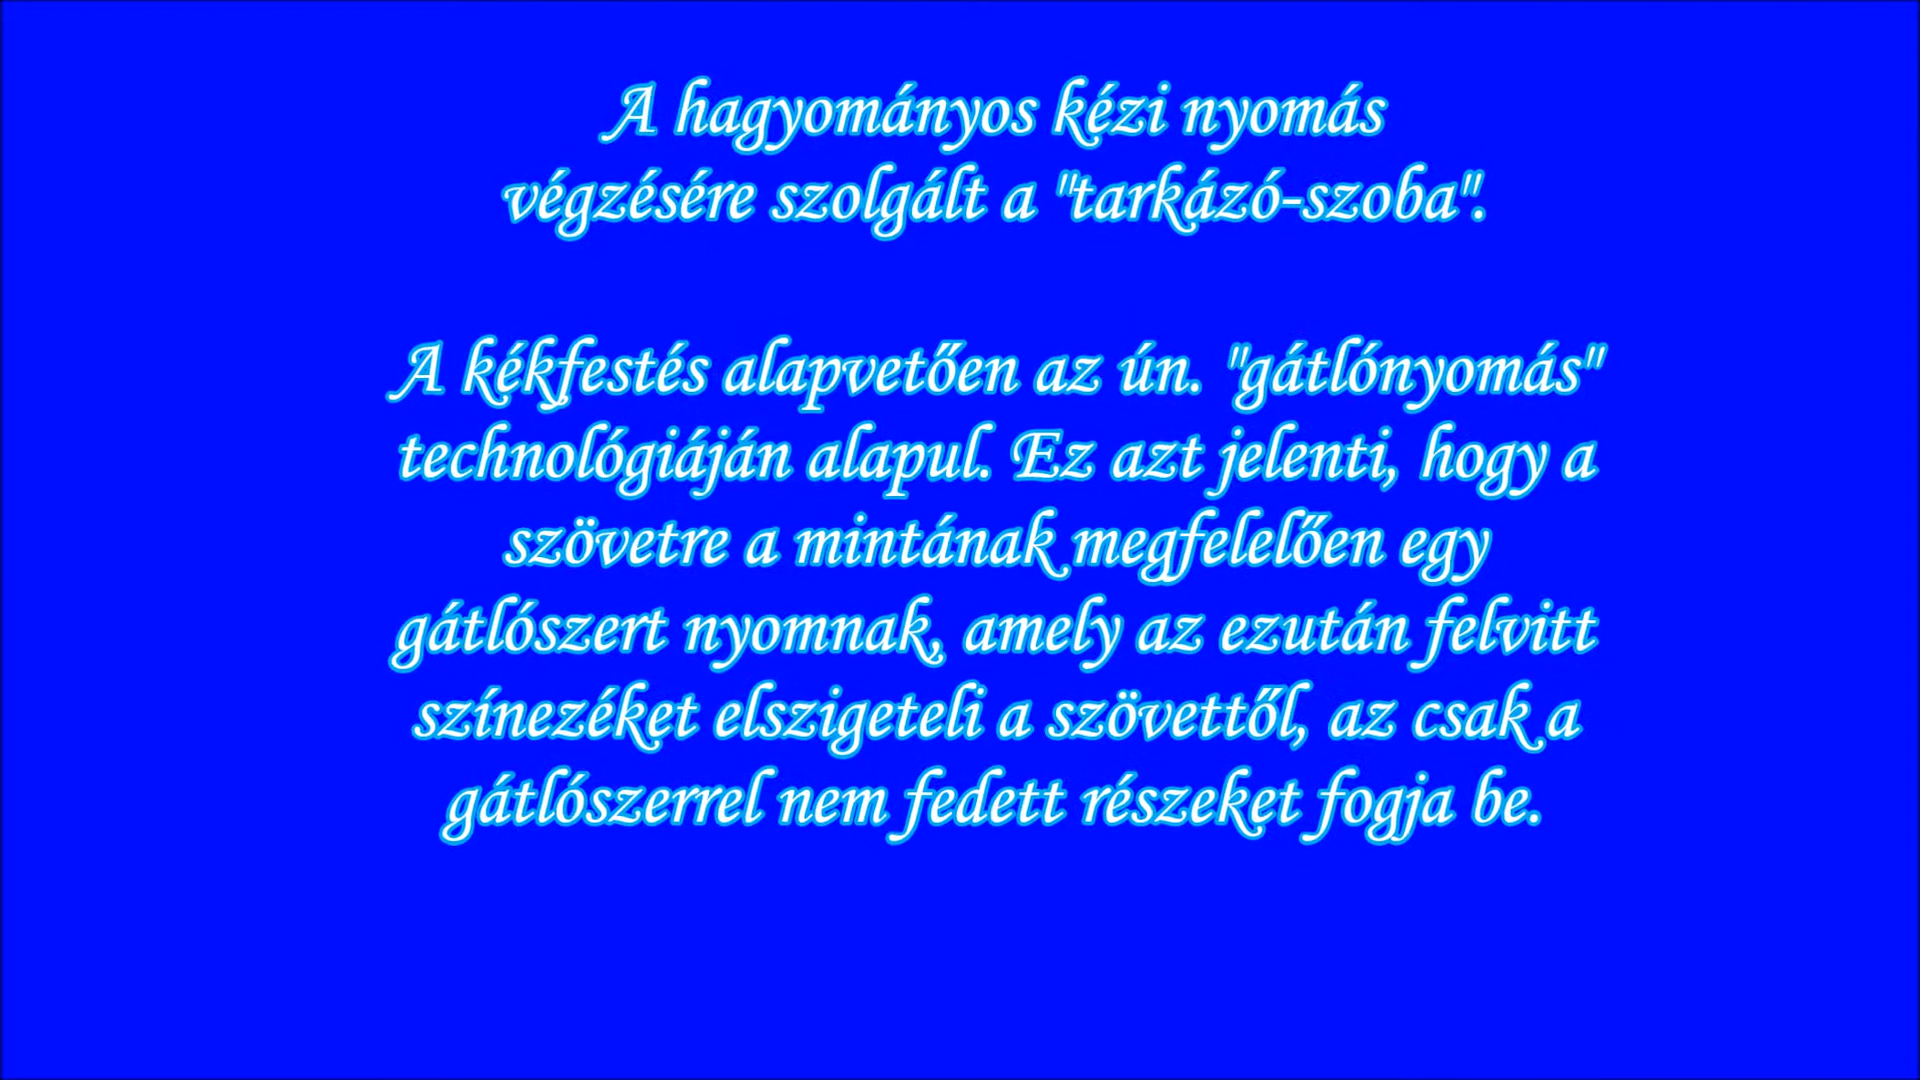 A hagyományos kézi nyomás
végzésére szolgált a "tarkázó-szoba".
A kékfestés alapvetően az ún. "gátlónyomás"
technológiáján alapul. Ez azt jelenti, hogy a
szövetre a mintának megfelelően egy
gátlószert nyomnak, amely az ezután felvitt
színezéket elszigeteli a szövettől, az csak a
gátlószerrel nem fedett részeket fogja be.